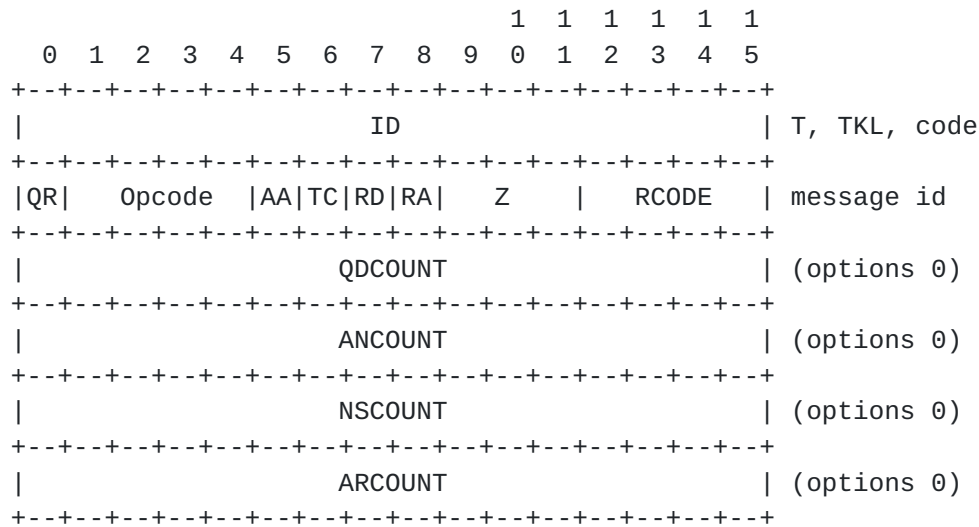 1  1  1  1  1  1
  0  1  2  3  4  5  6  7  8  9  0  1  2  3  4  5
+--+--+--+--+--+--+--+--+--+--+--+--+--+--+--+--+
|                      ID                       | T, TKL, code
+--+--+--+--+--+--+--+--+--+--+--+--+--+--+--+--+
|QR|   Opcode  |AA|TC|RD|RA|   Z    |   RCODE   | message id
+--+--+--+--+--+--+--+--+--+--+--+--+--+--+--+--+
|                    QDCOUNT                    | (options 0)
+--+--+--+--+--+--+--+--+--+--+--+--+--+--+--+--+
|                    ANCOUNT                    | (options 0)
+--+--+--+--+--+--+--+--+--+--+--+--+--+--+--+--+
|                    NSCOUNT                    | (options 0)
+--+--+--+--+--+--+--+--+--+--+--+--+--+--+--+--+
|                    ARCOUNT                    | (options 0)
+--+--+--+--+--+--+--+--+--+--+--+--+--+--+--+--+